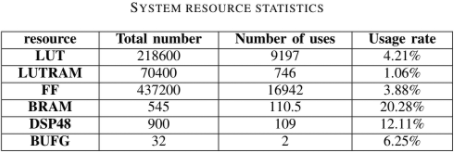 SYSTEM RESOURCE STATISTICS
resource Total number Number of uses Usage rate
LUT 218600 9197 4.21%
LUTRAM 70400 746 1.06%
FF 437200 16942 3.88%
BRAM 545 110.5 20.28%
DSP48 900 109 12.11%
BUFG 32 2 6.25%